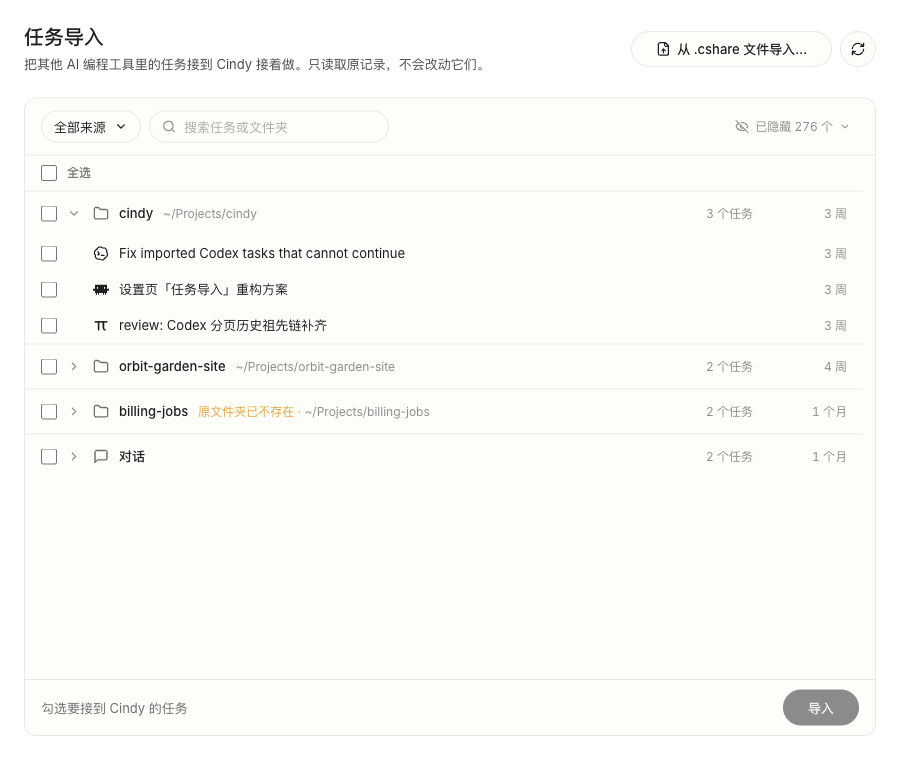 任务导入
把其他 AI 编程工具里的任务接到 Cindy 接着做。只读取原记录，不会改动它们。
从 .cshare 文件导入...
全部来源
搜索任务或文件夹
已隐藏 276 个
全选
cindy ~/Projects/cindy 3 个任务 3 周
Fix imported Codex tasks that cannot continue 3 周
设置页「任务导入」重构方案 3 周
review: Codex 分页历史祖先链补齐 3 周
orbit-garden-site ~/Projects/orbit-garden-site 2 个任务 4 周
billing-jobs 原文件夹已不存在 · ~/Projects/billing-jobs 2 个任务 1 个月
对话 2 个任务 1 个月
勾选要接到 Cindy 的任务
导入